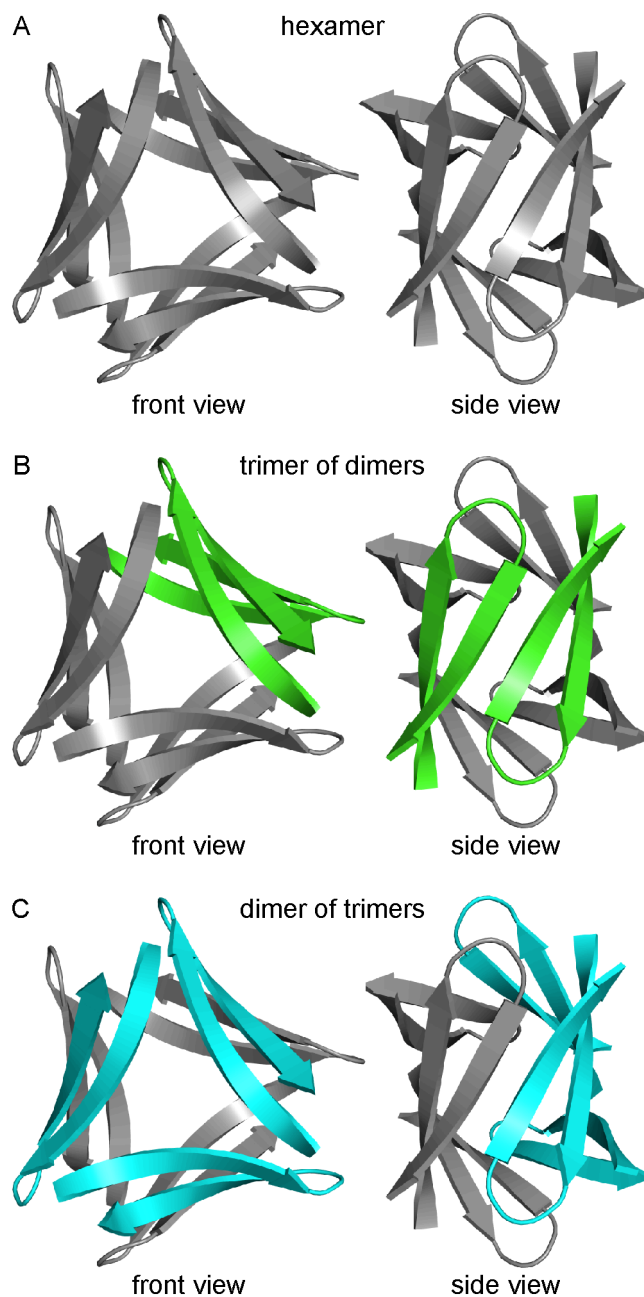 A hexamer
front view side view
B trimer of dimers
front view side view
C dimer of trimers
front view side view